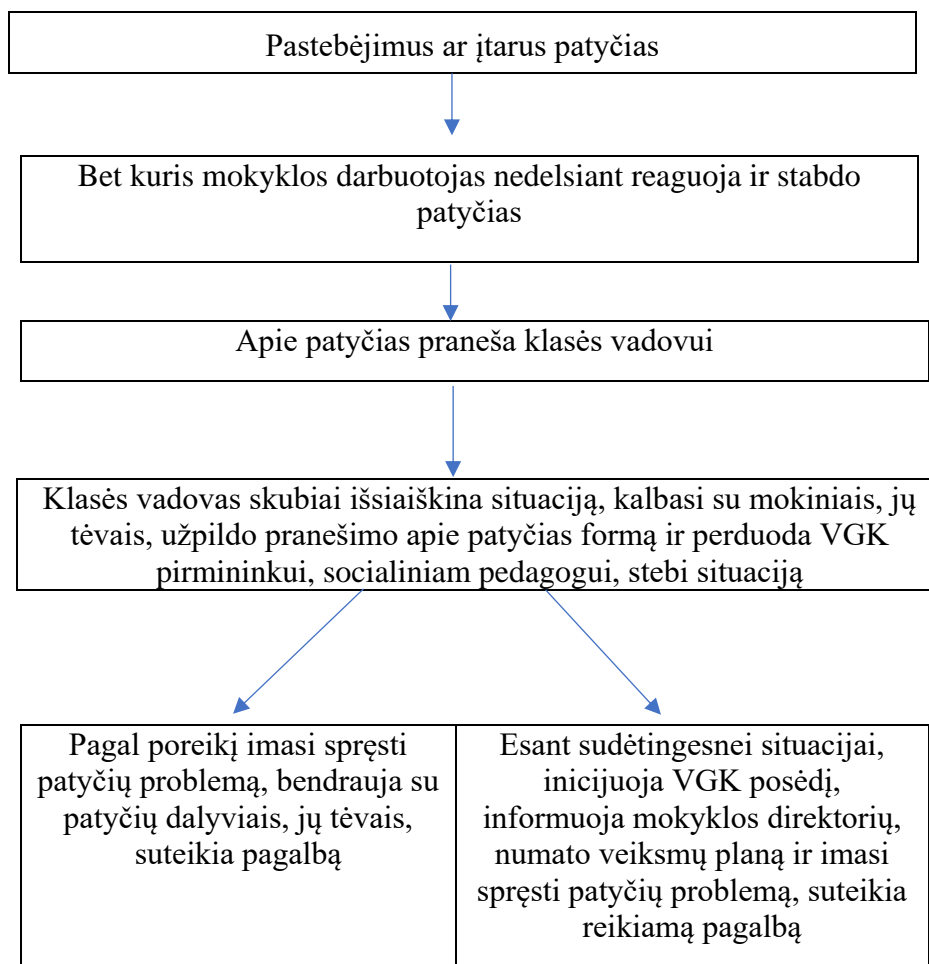 Pastebėjimus ar įtarus patyčias
Bet kuris mokyklos darbuotojas nedelsiant reaguoja ir stabdo
patyčias
Apie patyčias praneša klasės vadovui
Klasės vadovas skubiai išsiaiškina situaciją, kalbasi su mokiniais, jų
tėvais, užpildo pranešimo apie patyčias formą ir perduoda VGK
pirmininkui, socialiniam pedagogui, stebi situaciją
Pagal poreikį imasi spręsti
patyčių problemą, bendrauja su
patyčių dalyviais, jų tėvais,
suteikia pagalbą
Esant sudėtingesnei situacijai,
inicijuoja VGK posėdį,
informuoja mokyklos direktorių,
numato veiksmų planą ir imasi
spręsti patyčių problemą, suteikia
reikiamą pagalbą